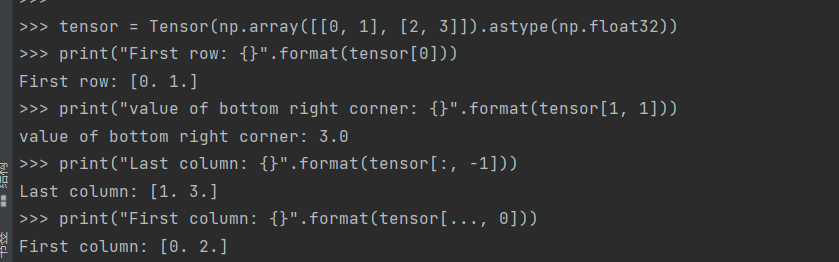 >>>
>>> tensor = Tensor(np.array([[0, 1], [2, 3]]).astype(np.float32))
>>> print("First row: {}".format(tensor[0]))
First row: [0. 1.]
>>> print("value of bottom right corner: {}".format(tensor[1, 1]))
value of bottom right corner: 3.0
>>> print("Last column: {}".format(tensor[:, -1]))
Last column: [1. 3.]
>>> print("First column: {}".format(tensor[..., 0]))
First column: [0. 2.]
结构
书签